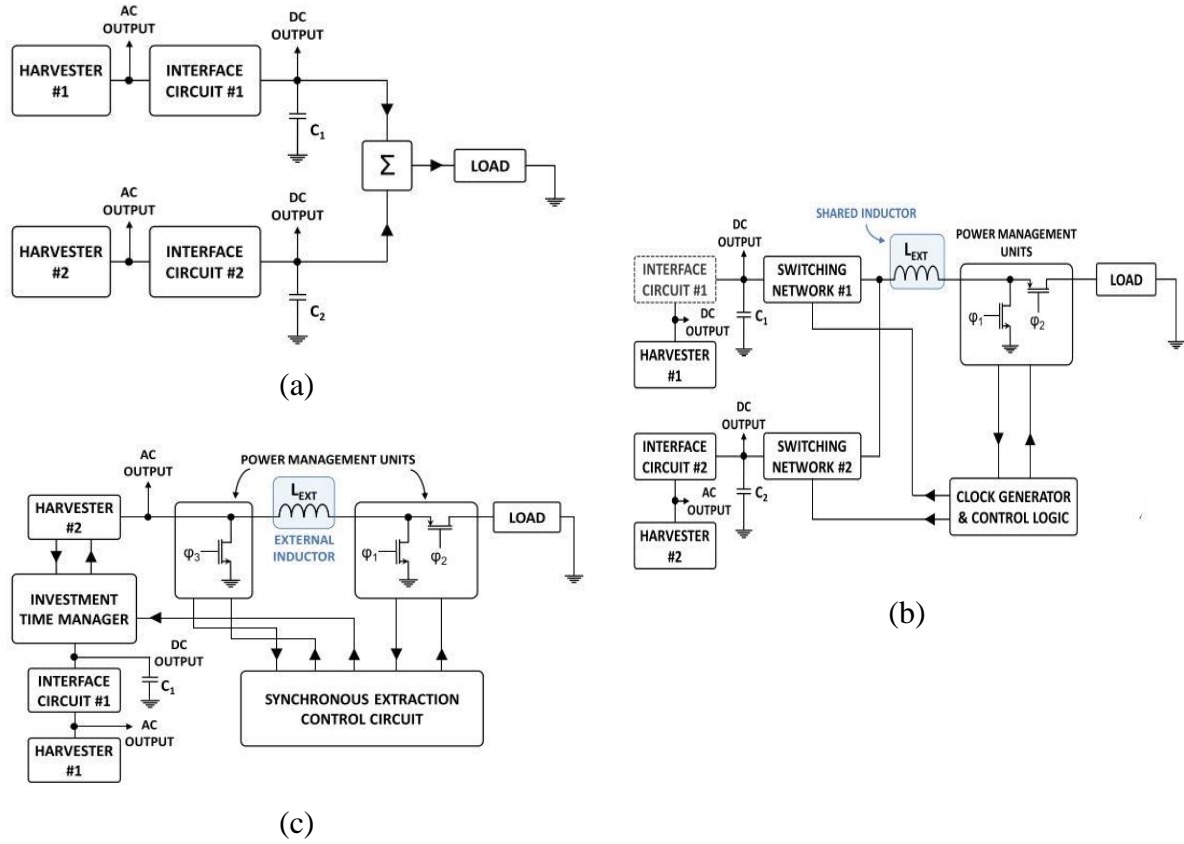 AC
OUTPUT
DC
OUTPUT
HARVESTER
#1
INTERFACE
CIRCUIT #1
C1
Σ
LOAD
AC
OUTPUT
DC
OUTPUT
HARVESTER
#2
INTERFACE
CIRCUIT #2
C2
(a)
SHARED INDUCTOR
DC
OUTPUT
LEXT
POWER MANAGEMENT
UNITS
INTERFACE
CIRCUIT #1
SWITCHING
NETWORK #1
LOAD
C1
φ1
φ2
DC
OUTPUT
HARVESTER
#1
DC
OUTPUT
INTERFACE
CIRCUIT #2
SWITCHING
NETWORK #2
C2
AC
OUTPUT
HARVESTER
#2
CLOCK GENERATOR
& CONTROL LOGIC
(b)
AC
OUTPUT
POWER MANAGEMENT UNITS
LEXT
HARVESTER
#2
LOAD
EXTERNAL
INDUCTOR
φ3
φ1
φ2
INVESTMENT
TIME MANAGER
DC
OUTPUT
INTERFACE
CIRCUIT #1
C1
SYNCHRONOUS EXTRACTION
CONTROL CIRCUIT
AC
OUTPUT
HARVESTER
#1
(c)